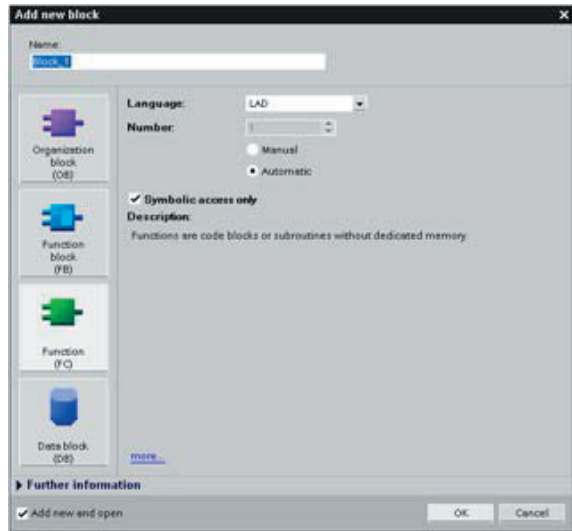 Add new block
Name:
Block_1
Language: LAD
Number: 1
Manual
Automatic
Symbolic access only
Description:
Functions are code blocks or subroutines without dedicated memory.
Organization
block
(OB)
Function
block
(FB)
Function
(FC)
Data block
(DB)
more...
Further information
Add new and open
OK
Cancel